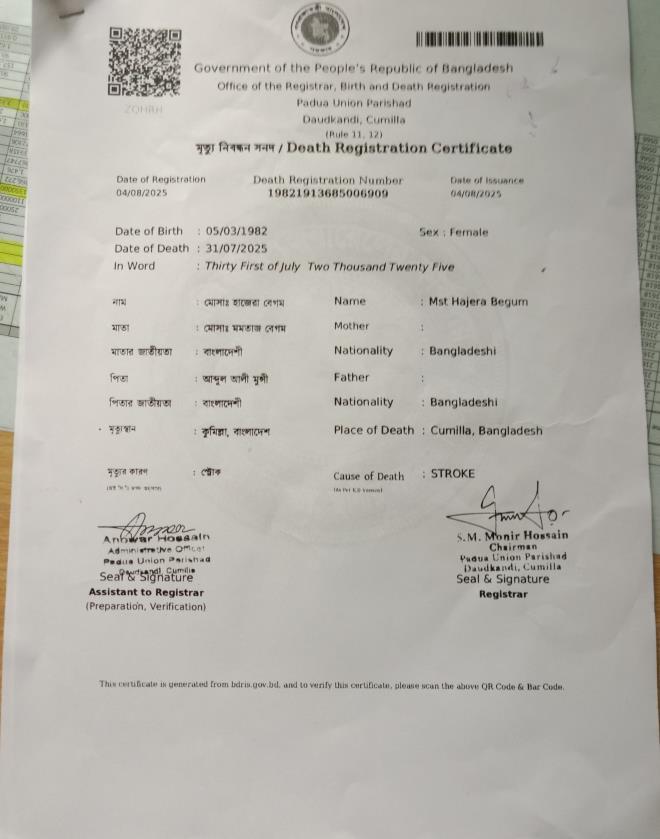 Government of the People's Republic of Bangladesh
Office of the Registrar, Birth and Death Registration
Padua Union Parishad
Daudkandi, Cumilla
(Rule 11, 12)
মৃত্যু নিবন্ধন সনদ / Death Registration Certificate
Date of Registration Death Registration Number Date of Issuance
04/08/2025 19821913685006909 04/08/2025
Date of Birth : 05/03/1982 Sex : Female
Date of Death : 31/07/2025
In Word : Thirty First of July Two Thousand Twenty Five
নাম : মোসাঃ হাজেরা বেগম Name : Mst Hajera Begum
মাতা : মোসাঃ মমতাজ বেগম Mother :
মাতার জাতীয়তা : বাংলাদেশী Nationality : Bangladeshi
পিতা : আব্দুল আলী মুন্সী Father :
পিতার জাতীয়তা : বাংলাদেশী Nationality : Bangladeshi
মৃত্যুস্থান : কুমিল্লা, বাংলাদেশ Place of Death : Cumilla, Bangladesh
মৃত্যুর কারণ : স্ট্রোক Cause of Death : STROKE
Anowar Hossain S.M. Monir Hossain
Administrative Officer Chairman
Padua Union Parishad Padua Union Parishad
Daudkandi, Cumilla Daudkandi, Cumilla
Seal & Signature Seal & Signature
Assistant to Registrar Registrar
(Preparation, Verification)
This certificate is generated from bdris.gov.bd, and to verify this certificate, please scan the above QR Code & Bar Code.